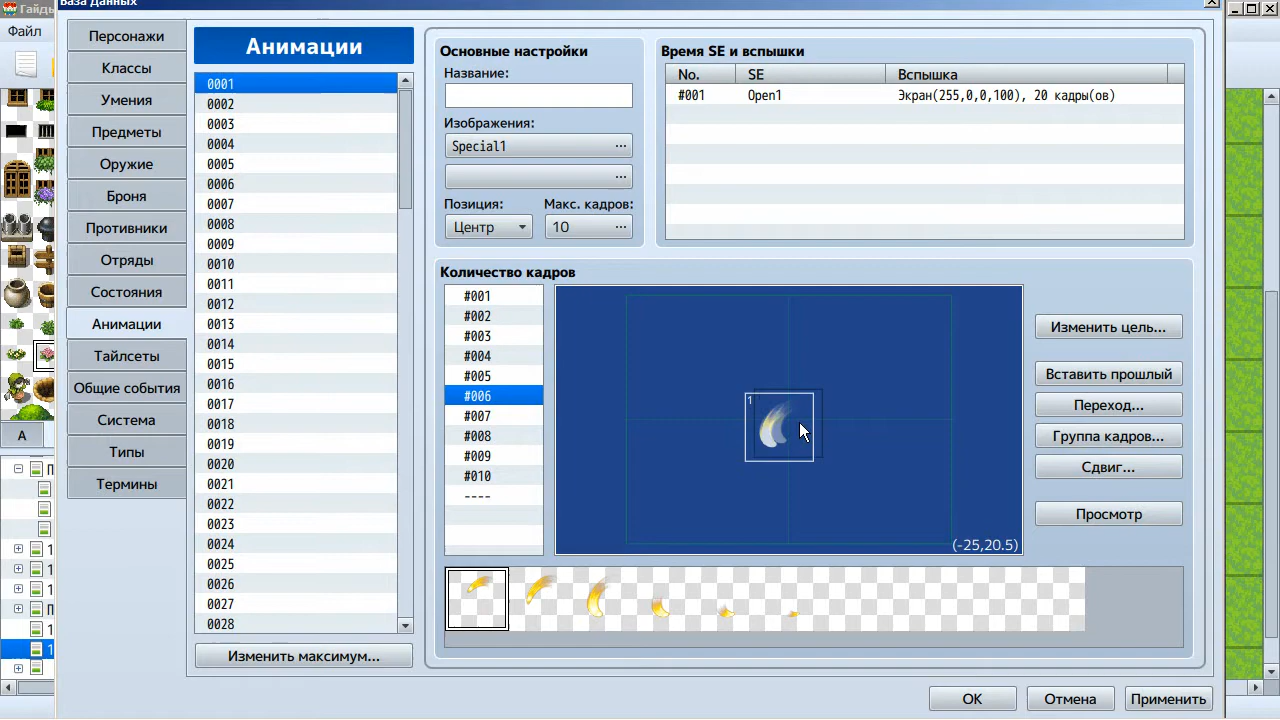 База данных
Гайды
Файл
Персонажи
Классы
Умения
Предметы
Оружие
Броня
Противники
Отряды
Состояния
Анимации
Тайлсеты
Общие события
Система
Типы
Термины
A
Анимации
0001
0002
0003
0004
0005
0006
0007
0008
0009
0010
0011
0012
0013
0014
0015
0016
0017
0018
0019
0020
0021
0022
0023
0024
0025
0026
0027
0028
Изменить максимум...
Основные настройки
Название:
Изображения:
Special1 ...
...
Позиция: Макс. кадров:
Центр 10 ...
Время SE и вспышки
No. SE Вспышка
#001 Open1 Экран(255,0,0,100), 20 кадры(ов)
Количество кадров
#001
#002
#003
#004
#005
#006
#007
#008
#009
#010
----
1
(-25,20.5)
Изменить цель...
Вставить прошлый
Переход...
Группа кадров...
Сдвиг...
Просмотр
OK Отмена Применить